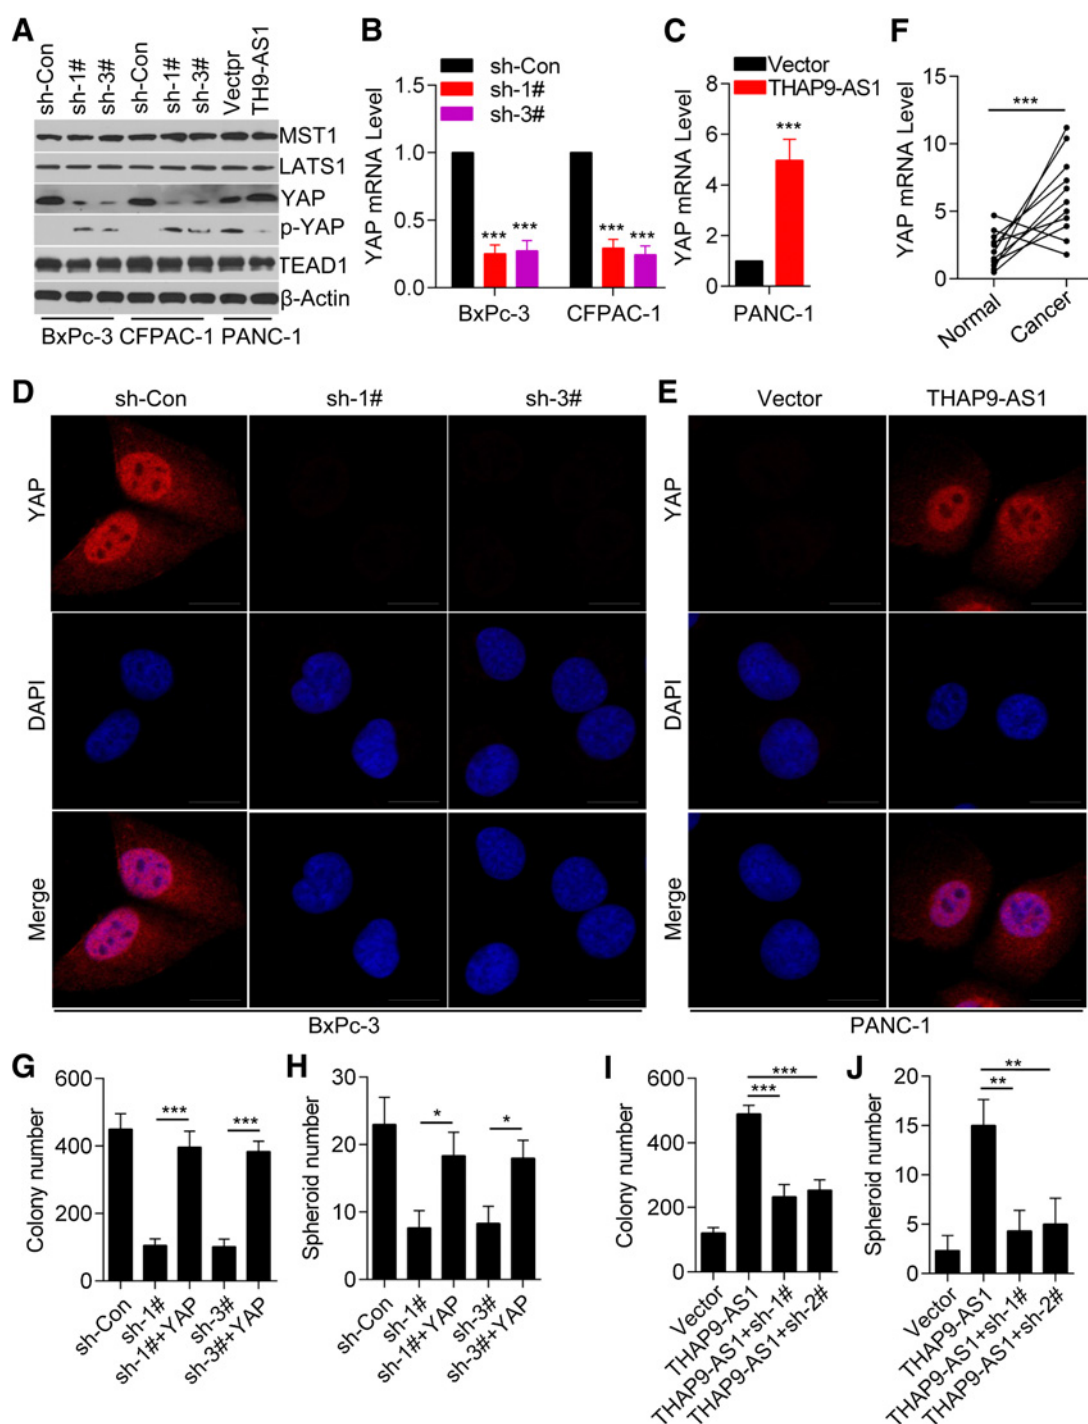 A
sh-Con
sh-1#
sh-3#
sh-Con
sh-1#
sh-3#
Vectpr
TH9-AS1
MST1
LATS1
YAP
p-YAP
TEAD1
β-Actin
BxPc-3 CFPAC-1 PANC-1
B
sh-Con
sh-1#
sh-3#
YAP mRNA Level
1.5
1.0
0.5
0.0
*** ***
*** ***
BxPc-3 CFPAC-1
C
Vector
THAP9-AS1
YAP mRNA Level
8
6
4
2
0
***
PANC-1
F
YAP mRNA Level
15
10
5
0
***
Normal
Cancer
D
sh-Con sh-1# sh-3#
YAP
DAPI
Merge
BxPc-3
E
Vector THAP9-AS1
YAP
DAPI
Merge
PANC-1
G
Colony number
600
400
200
0
***
***
sh-Con
sh-1#
sh-1#+YAP
sh-3#
sh-3#+YAP
H
Spheroid number
30
20
10
0
*
*
sh-Con
sh-1#
sh-1#+YAP
sh-3#
sh-3#+YAP
I
Colony number
600
400
200
0
***
***
Vector
THAP9-AS1
THAP9-AS1+sh-1#
THAP9-AS1+sh-2#
J
Spheroid number
20
15
10
5
0
**
**
Vector
THAP9-AS1
THAP9-AS1+sh-1#
THAP9-AS1+sh-2#